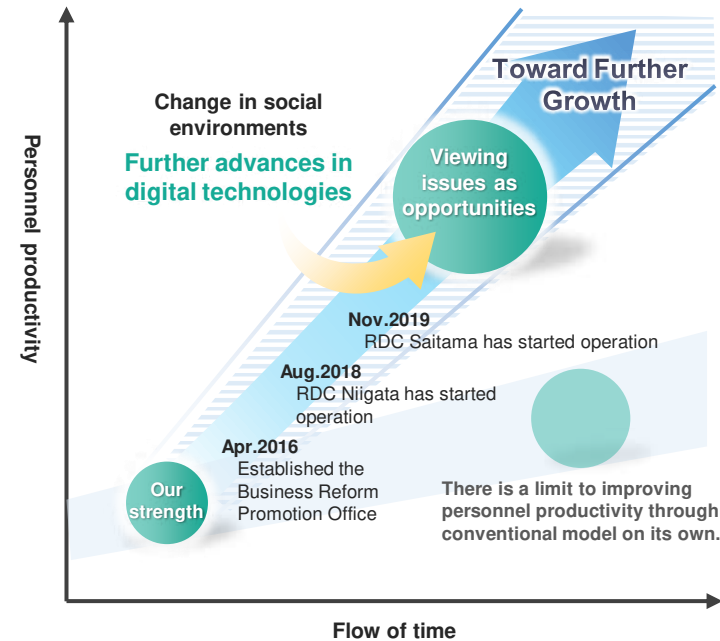 Personnel productivity
Toward Further
Growth
Change in social
environments
Further advances in
digital technologies
Viewing
issues as
opportunities
Nov.2019
RDC Saitama has started operation
Aug.2018
RDC Niigata has started
operation
Apr.2016
Established the
Business Reform
Promotion Office
Our
strength
There is a limit to improving
personnel productivity through
conventional model on its own.
Flow of time